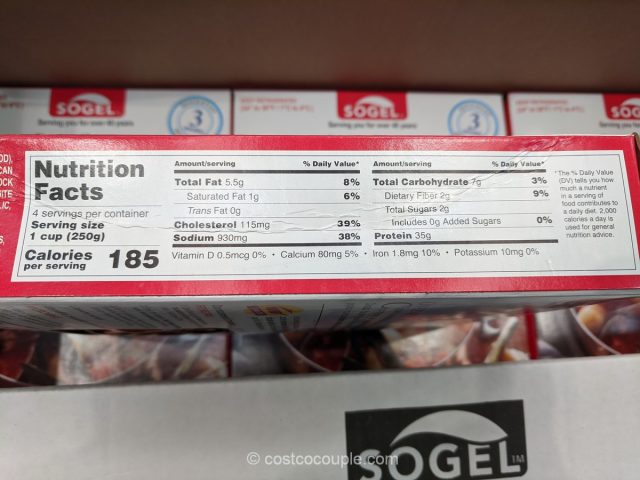 SOGEL
Serving you for over 40 years
3
SOGEL
Serving you for over 40 years
3
SOGEL
Nutrition
Facts
4 servings per container
Serving size
1 cup (250g)
Calories
per serving
185
Amount/serving % Daily Value*
Total Fat 5.5g 8%
Saturated Fat 1g 6%
Trans Fat 0g
Cholesterol 115mg 39%
Sodium 930mg 38%
Amount/serving % Daily Value*
Total Carbohydrate 7g 3%
Dietary Fiber 2g 9%
Total Sugars 2g
Includes 0g Added Sugars 0%
Protein 35g
Vitamin D 0.5mcg 0% • Calcium 80mg 5% • Iron 1.8mg 10% • Potassium 10mg 0%
*The % Daily Value
(DV) tells you how
much a nutrient
in a serving of
food contributes to
a daily diet. 2,000
calories a day is
used for general
nutrition advice.
© costcocouple.com
SOGEL